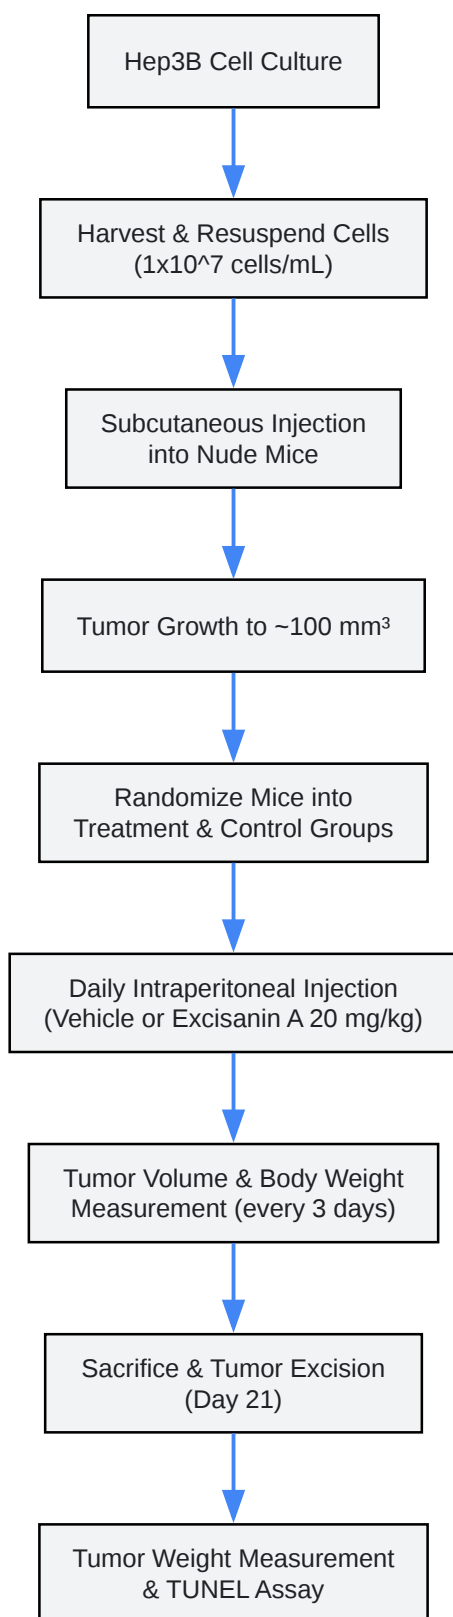 Hep3B Cell Culture
Harvest & Resuspend Cells
(1x10^7 cells/mL)
Subcutaneous Injection
into Nude Mice
Tumor Growth to ~100 mm³
Randomize Mice into
Treatment & Control Groups
Daily Intraperitoneal Injection
(Vehicle or Excisanin A 20 mg/kg)
Tumor Volume & Body Weight
Measurement (every 3 days)
Sacrifice & Tumor Excision
(Day 21)
Tumor Weight Measurement
& TUNEL Assay